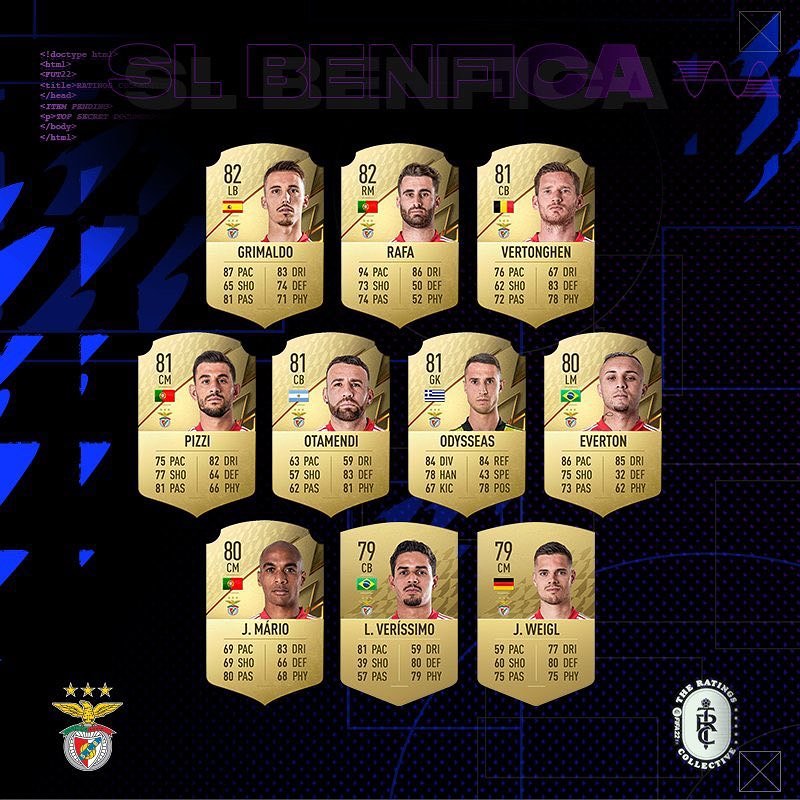 SL BENFICA
<!doctype html>
<html>
<FUT22>
</head>
<ITEM PENDING>
</body>
</html>
82
LB
GRIMALDO
87 PAC 83 DRI
65 SHO 74 DEF
81 PAS 71 PHY
82
RM
RAFA
94 PAC 86 DRI
73 SHO 50 DEF
74 PAS 52 PHY
81
CB
VERTONGHEN
76 PAC 67 DRI
62 SHO 83 DEF
72 PAS 78 PHY
81
CM
PIZZI
75 PAC 82 DRI
77 SHO 64 DEF
81 PAS 66 PHY
81
CB
OTAMENDI
63 PAC 59 DRI
57 SHO 83 DEF
62 PAS 81 PHY
81
GK
ODYSSEAS
84 DIV 84 REF
78 HAN 43 SPE
67 KIC 78 POS
80
LM
EVERTON
86 PAC 85 DRI
75 SHO 32 DEF
73 PAS 62 PHY
80
CM
J. MÁRIO
69 PAC 83 DRI
69 SHO 66 DEF
80 PAS 68 PHY
79
CB
L. VERÍSSIMO
81 PAC 59 DRI
39 SHO 80 DEF
57 PAS 79 PHY
79
CM
J. WEIGL
59 PAC 77 DRI
60 SHO 80 DEF
75 PAS 75 PHY
THE RATINGS
COLLECTIVE
FIFA22
TRC